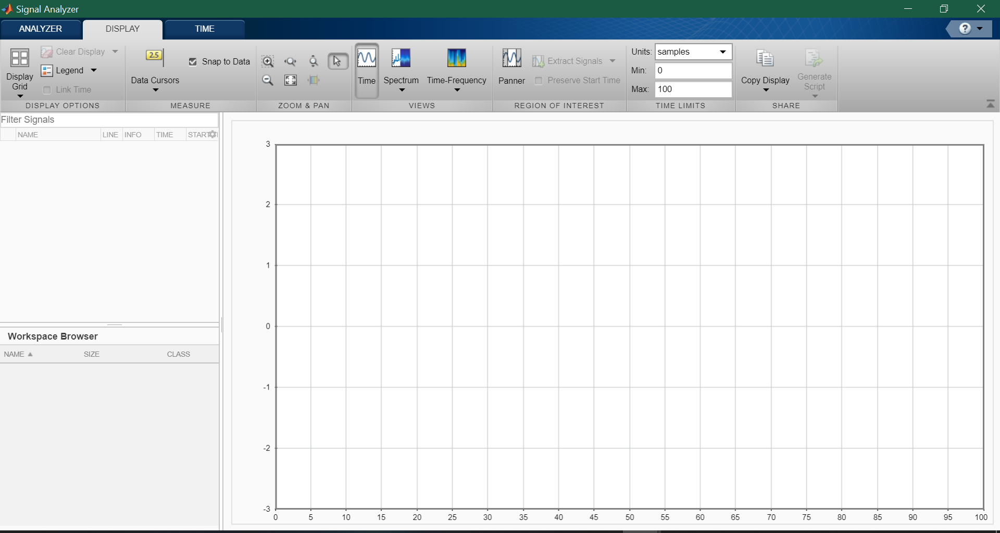 Signal Analyzer
ANALYZER DISPLAY TIME ?
Display Grid
Clear Display
Legend
Link Time
DISPLAY OPTIONS
2.5
Data Cursors
Snap to Data
MEASURE
ZOOM & PAN
Time Spectrum Time-Frequency
VIEWS
Panner
Extract Signals
Preserve Start Time
REGION OF INTEREST
Units: samples
Min: 0
Max: 100
TIME LIMITS
Copy Display
Generate Script
SHARE
Filter Signals
NAME LINE INFO TIME START
Workspace Browser
NAME SIZE CLASS
3
2
1
0
-1
-2
-3
0 5 10 15 20 25 30 35 40 45 50 55 60 65 70 75 80 85 90 95 100